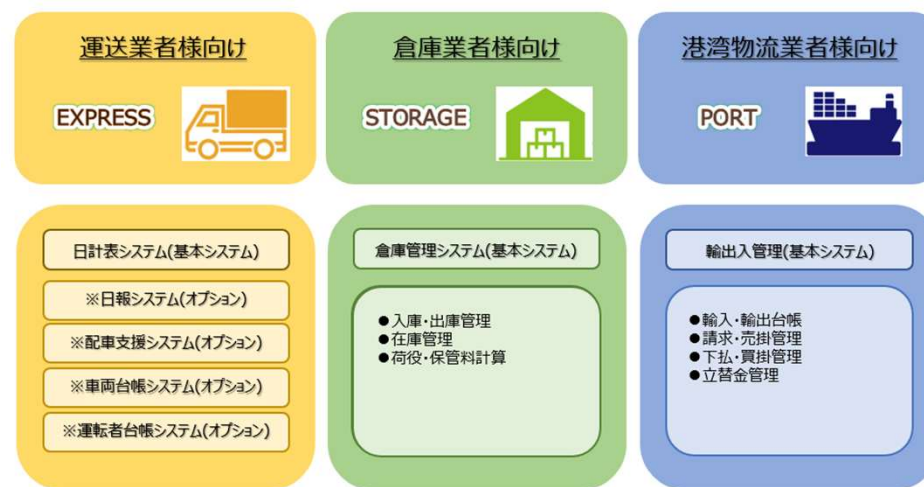 運送業者様向け
EXPRESS
日計表システム(基本システム)
※日報システム(オプション)
※配車支援システム(オプション)
※車両台帳システム(オプション)
※運転者台帳システム(オプション)
倉庫業者様向け
STORAGE
倉庫管理システム(基本システム)
●入庫・出庫管理
●在庫管理
●荷役・保管料計算
港湾物流業者様向け
PORT
輸出入管理(基本システム)
●輸入・輸出台帳
●請求・売掛管理
●下払・買掛管理
●立替金管理